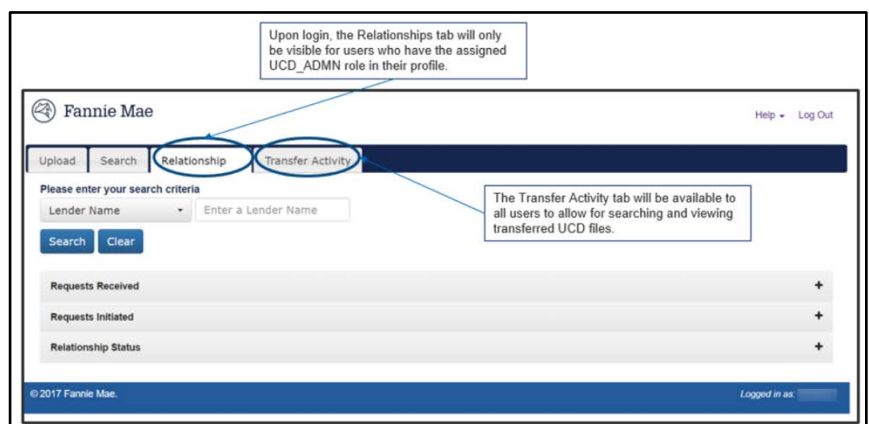 Upon login, the Relationships tab will only
be visible for users who have the assigned
UCD_ADMN role in their profile.
Fannie Mae
Help Log Out
Upload Search Relationship Transfer Activity
Please enter your search criteria
Lender Name Enter a Lender Name
Search Clear
The Transfer Activity tab will be available to
all users to allow for searching and viewing
transferred UCD files.
Requests Received +
Requests Initiated +
Relationship Status +
© 2017 Fannie Mae. Logged in as: